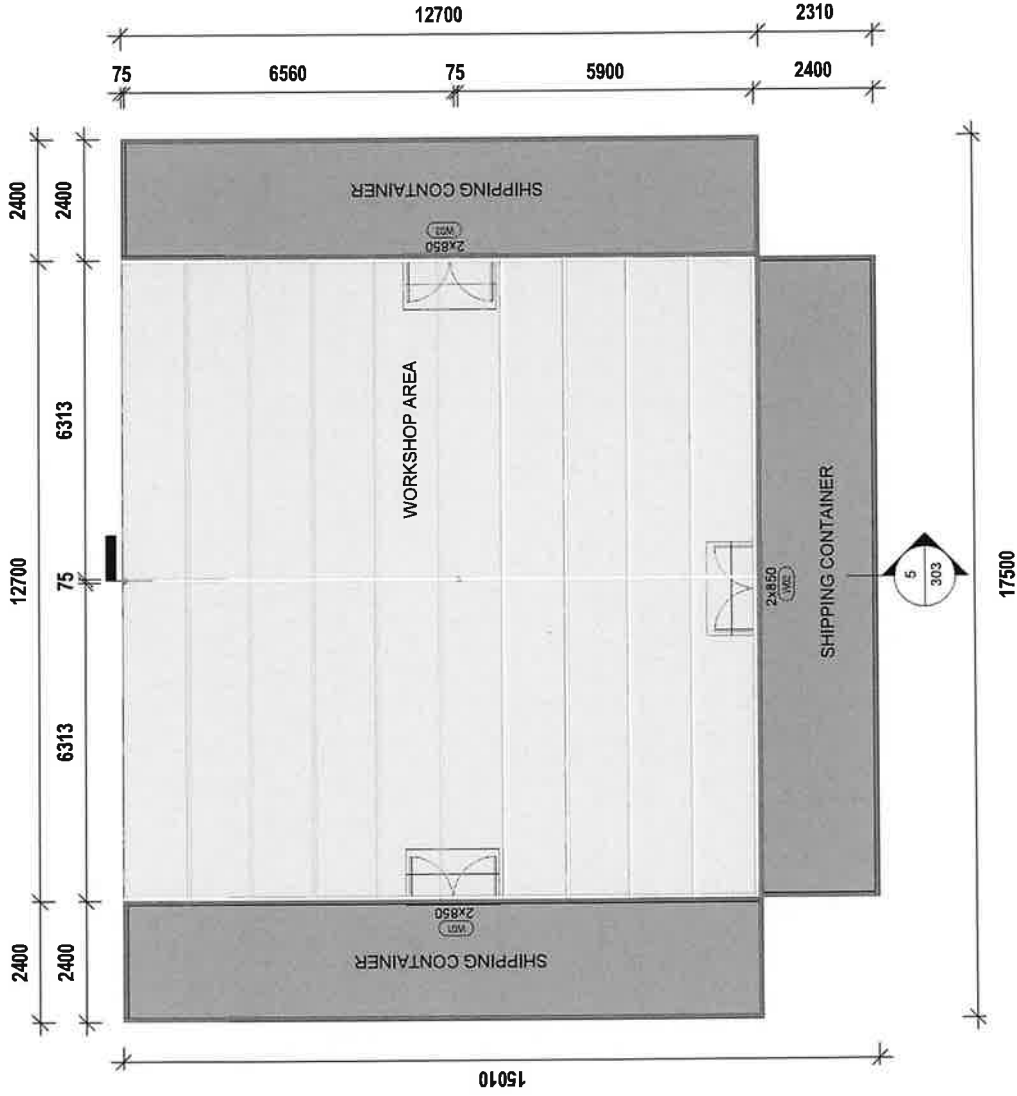 12700
2310
75
6560
75
5900
2400
2400
12700
2400
2400
6313
75
6313
2400
SHIPPING CONTAINER
W03
2x850
WORKSHOP AREA
2x850
W02
SHIPPING CONTAINER
5
303
17500
2x850
W01
SHIPPING CONTAINER
15010